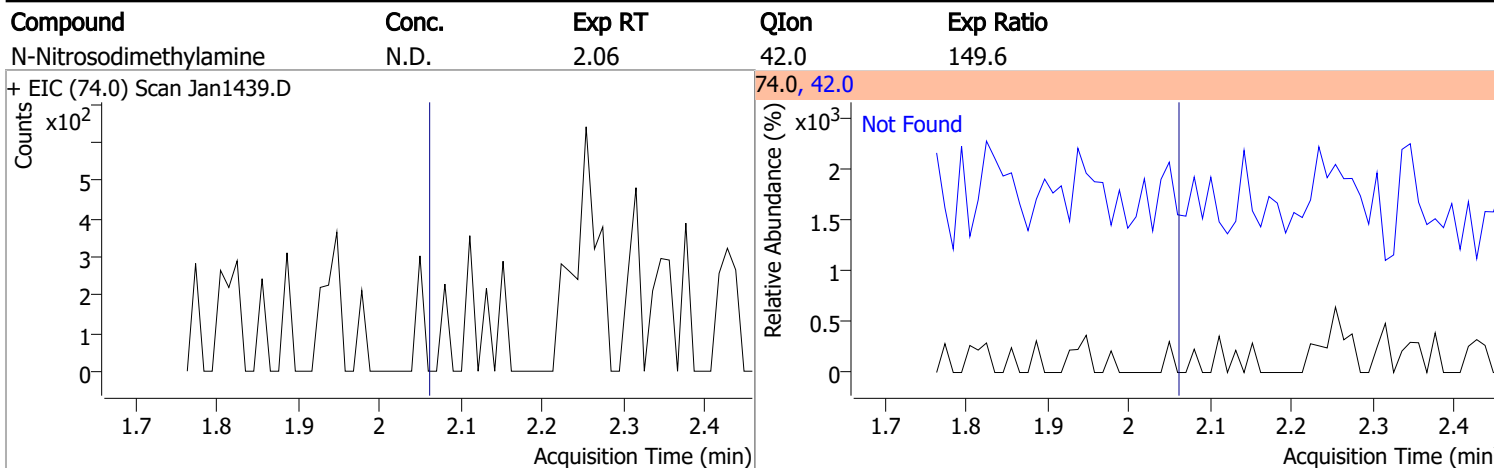 Compound Conc. Exp RT QIon Exp Ratio
N-Nitrosodimethylamine N.D. 2.06 42.0 149.6
+ EIC (74.0) Scan Jan1439.D
Counts
x10²
5
4
3
2
1
0
1.7 1.8 1.9 2 2.1 2.2 2.3 2.4
Acquisition Time (min)
74.0, 42.0
Relative Abundance (%)
x10³
Not Found
2
1.5
1
0.5
0
1.7 1.8 1.9 2 2.1 2.2 2.3 2.4
Acquisition Time (min